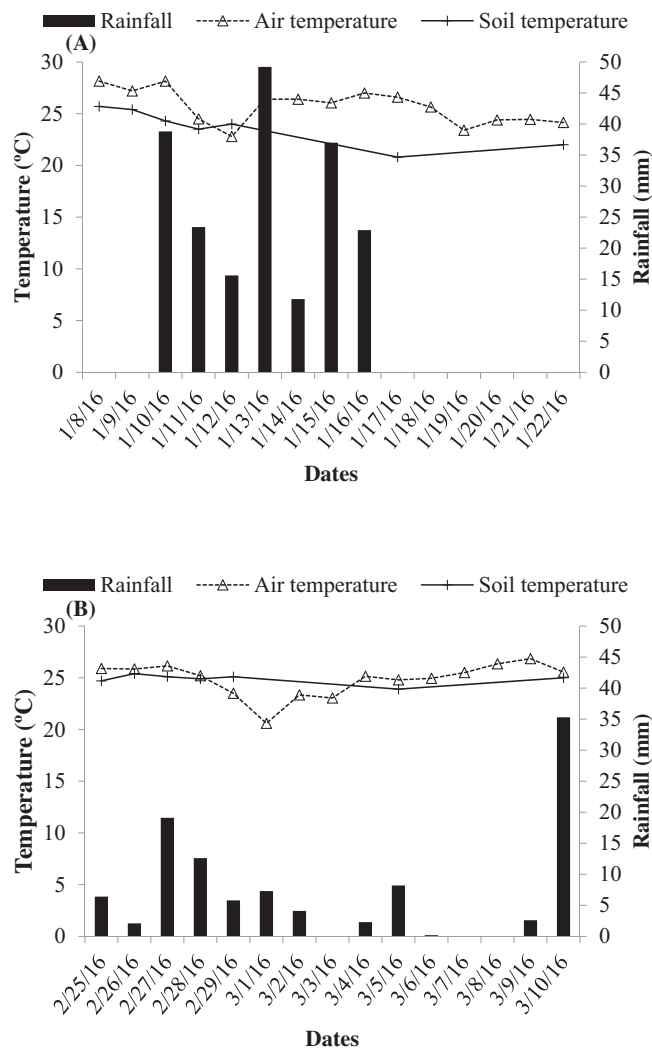 Rainfall Air temperature Soil temperature
(A)
30 50
25 45
20 40
15 35
10 30
5 25
0 20
15
10
5
0
Temperature (ºC)
Rainfall (mm)
1/8/16 1/9/16 1/10/16 1/11/16 1/12/16 1/13/16 1/14/16 1/15/16 1/16/16 1/17/16 1/18/16 1/19/16 1/20/16 1/21/16 1/22/16
Dates
Rainfall Air temperature Soil temperature
(B)
30 50
25 45
20 40
15 35
10 30
5 25
0 20
15
10
5
0
Temperature (ºC)
Rainfall (mm)
2/25/16 2/26/16 2/27/16 2/28/16 2/29/16 3/1/16 3/2/16 3/3/16 3/4/16 3/5/16 3/6/16 3/7/16 3/8/16 3/9/16 3/10/16
Dates